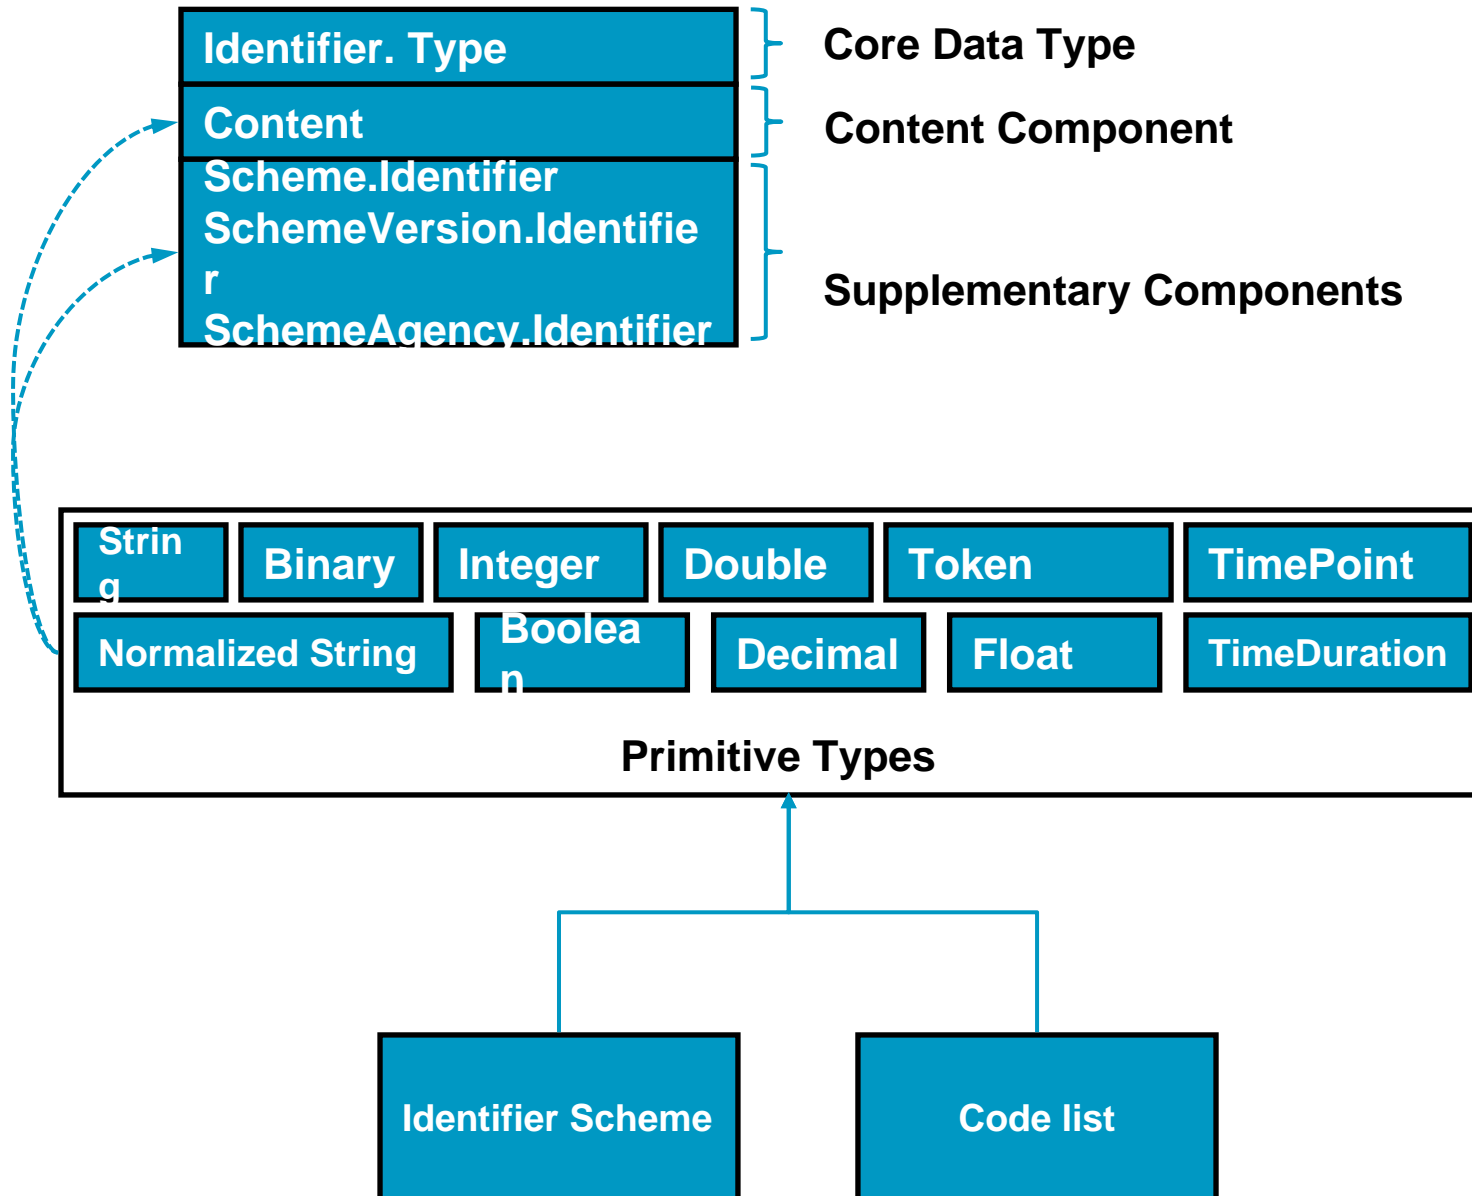 Identifier. Type
Core Data Type
Content
Content Component
Scheme.Identifier
SchemeVersion.Identifie
r
SchemeAgency.Identifier
Supplementary Components
Strin
g
Binary
Integer
Double
Token
TimePoint
Normalized String
Boolea
n
Decimal
Float
TimeDuration
Primitive Types
Identifier Scheme
Code list